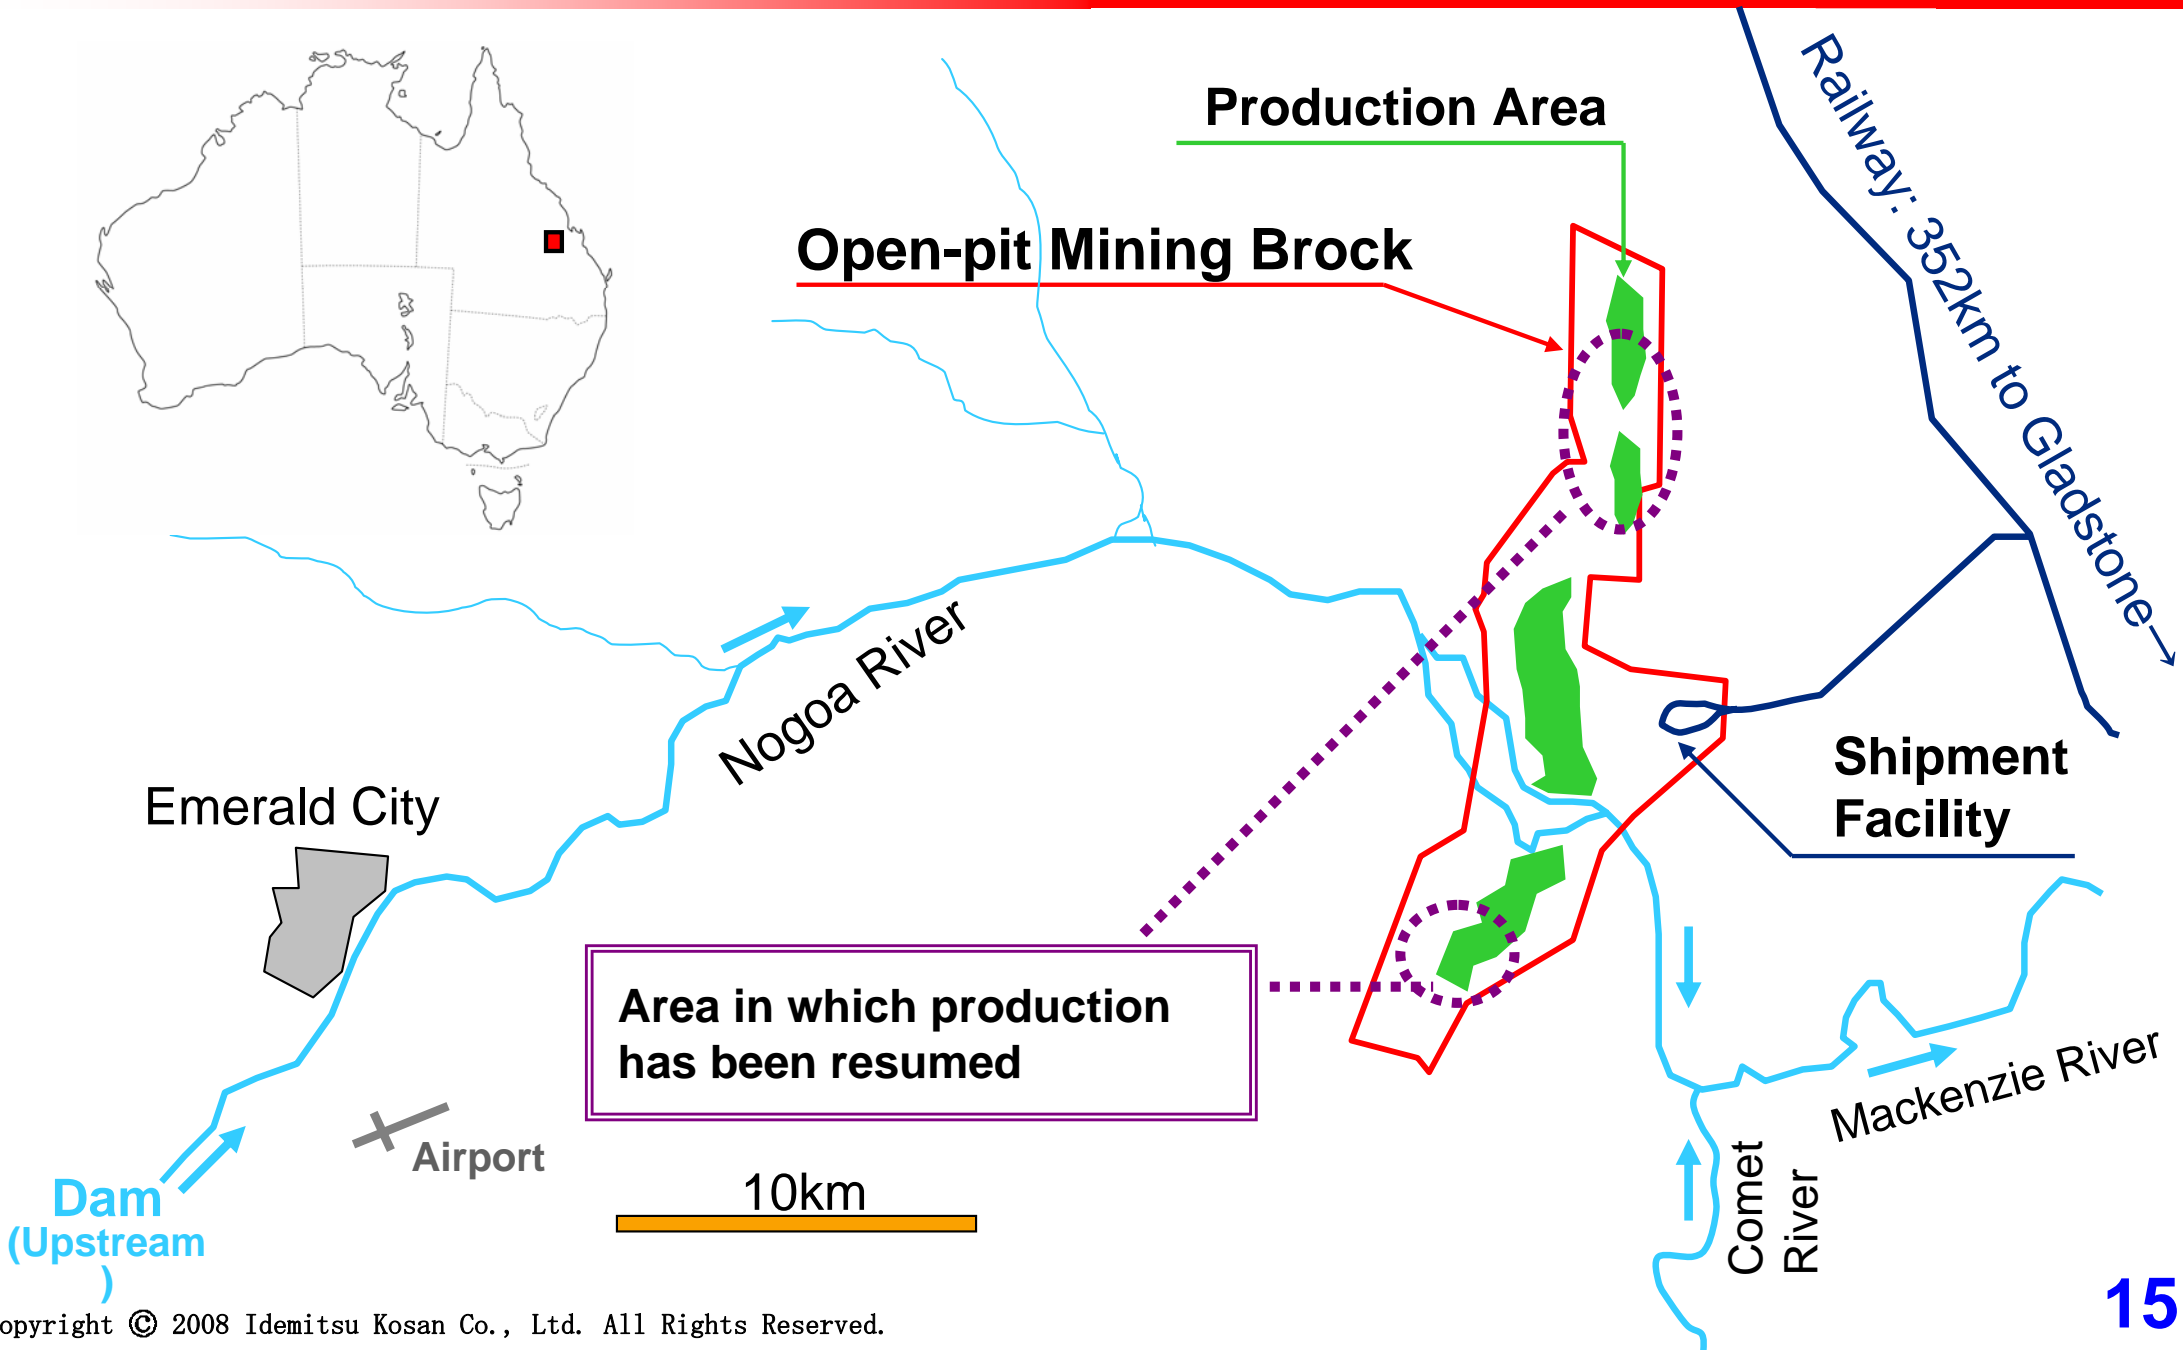 Production Area
Open-pit Mining Brock
Railway: 352km to Gladstone→
Nogoa River
Emerald City
Shipment
Facility
Area in which production
has been resumed
Mackenzie River
Airport
Comet
River
Dam
(Upstream
)
10km
opyright © 2008 Idemitsu Kosan Co., Ltd. All Rights Reserved.
15